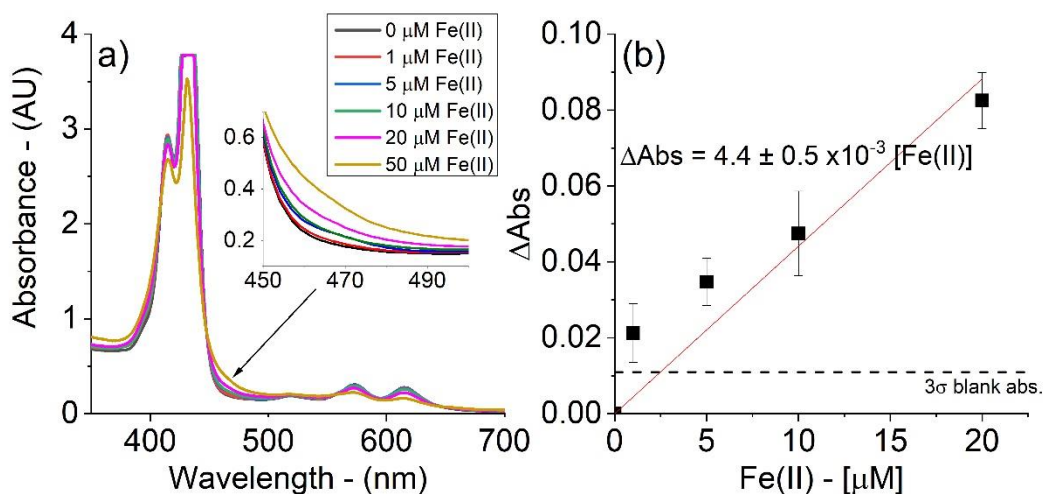 a)
0 μM Fe(II)
1 μM Fe(II)
5 μM Fe(II)
10 μM Fe(II)
20 μM Fe(II)
50 μM Fe(II)
0.6
0.4
0.2
450
470
490
4
3
2
1
0
Absorbance - (AU)
400
500
600
700
Wavelength - (nm)
(b)
0.10
0.08
0.06
0.04
0.02
0.00
ΔAbs
ΔAbs = 4.4 ± 0.5 x10⁻³ [Fe(II)]
3σ blank abs.
0
5
10
15
20
Fe(II) - [μM]